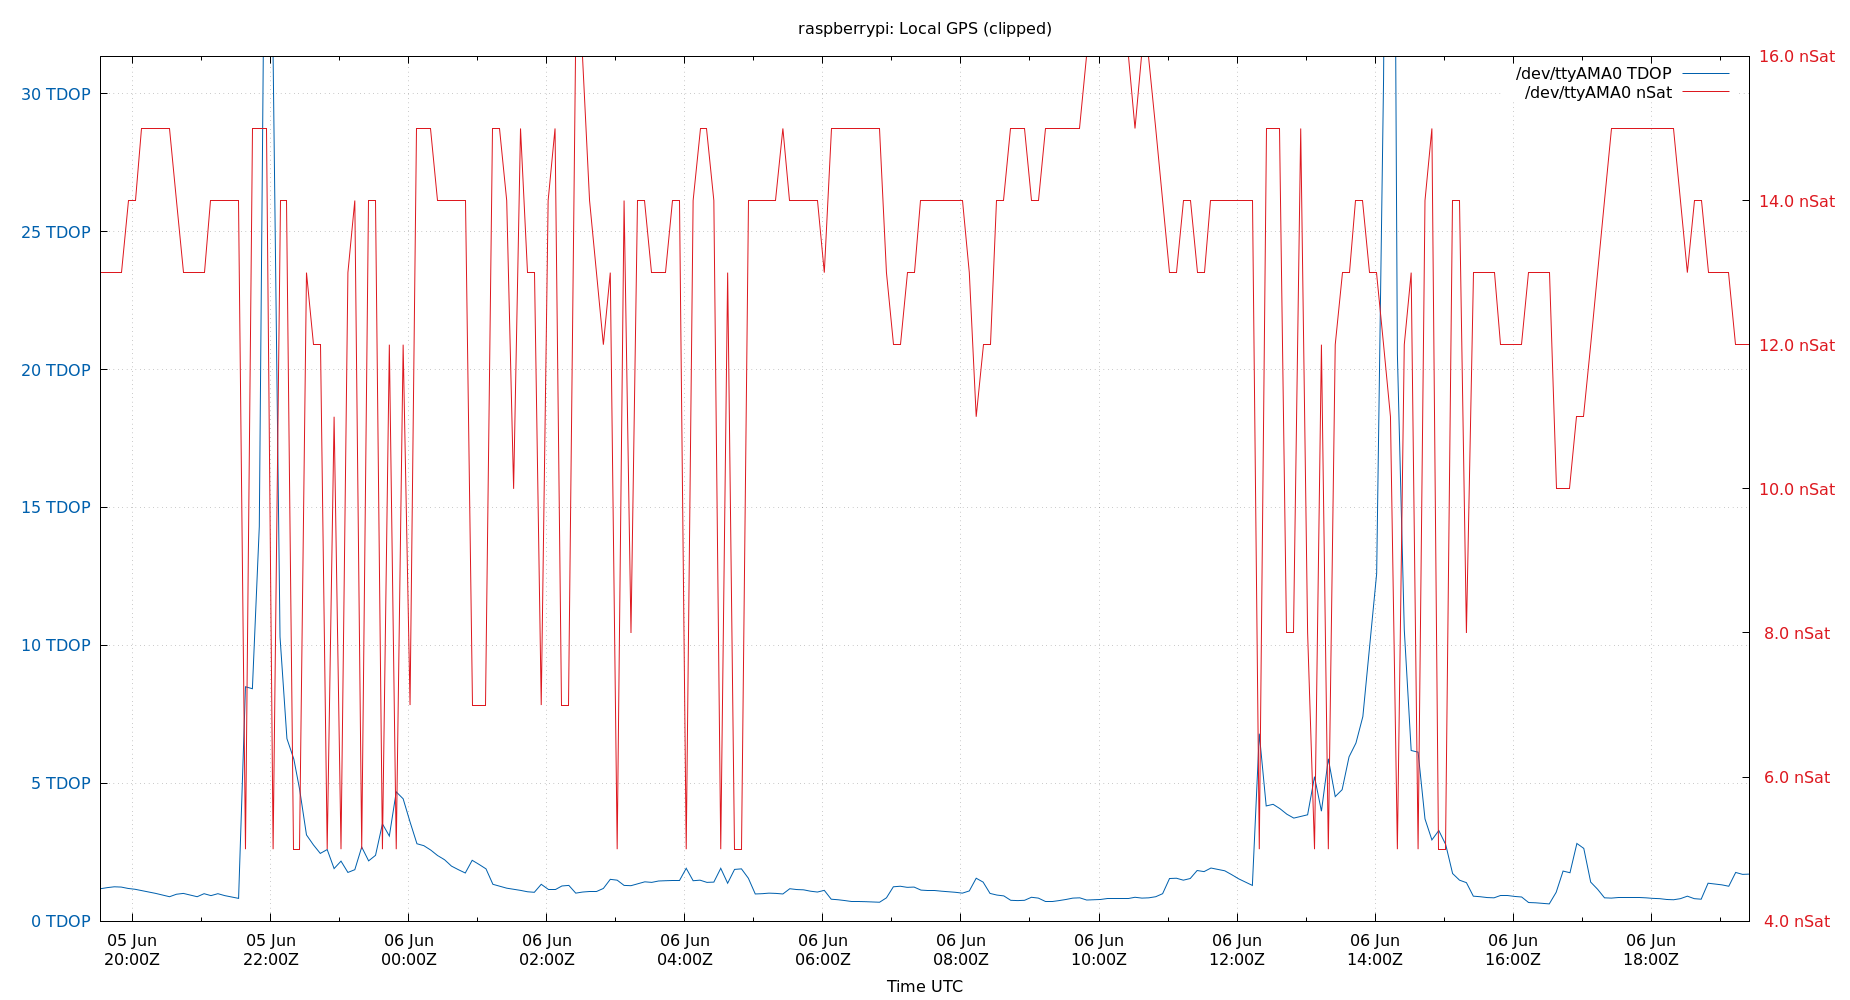 raspberrypi: Local GPS (clipped)
/dev/ttyAMA0 TDOP
/dev/ttyAMA0 nSat
30 TDOP
25 TDOP
20 TDOP
15 TDOP
10 TDOP
5 TDOP
0 TDOP
16.0 nSat
14.0 nSat
12.0 nSat
10.0 nSat
8.0 nSat
6.0 nSat
4.0 nSat
05 Jun
20:00Z
05 Jun
22:00Z
06 Jun
00:00Z
06 Jun
02:00Z
06 Jun
04:00Z
06 Jun
06:00Z
06 Jun
08:00Z
06 Jun
10:00Z
06 Jun
12:00Z
06 Jun
14:00Z
06 Jun
16:00Z
06 Jun
18:00Z
Time UTC